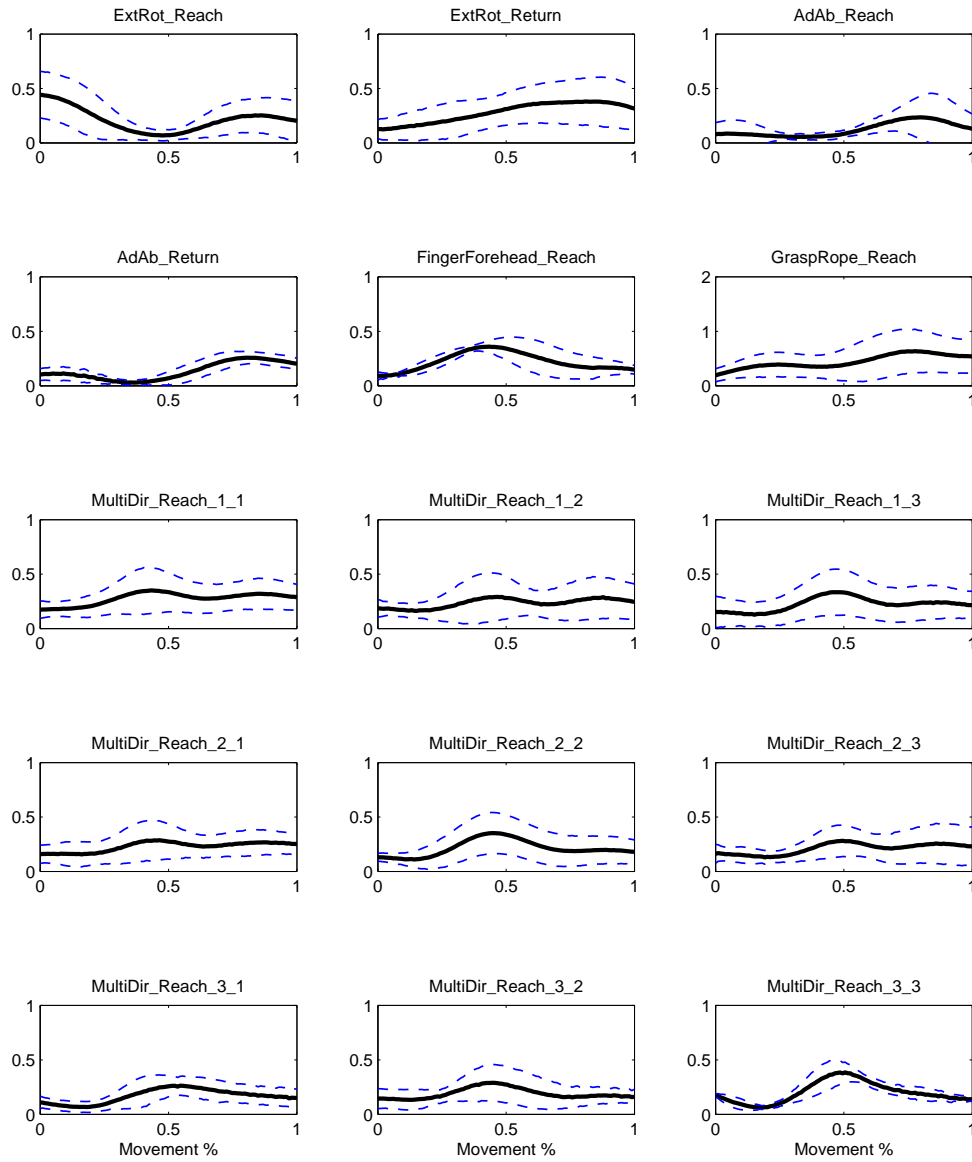 ExtRot_Reach ExtRot_Return AdAb_Reach
1 1 1
0.5 0.5 0.5
0 0 0
0 0.5 1 0 0.5 1 0 0.5 1
AdAb_Return FingerForehead_Reach GraspRope_Reach
1 1 2
0.5 0.5 1
0 0 0
0 0.5 1 0 0.5 1 0 0.5 1
MultiDir_Reach_1_1 MultiDir_Reach_1_2 MultiDir_Reach_1_3
1 1 1
0.5 0.5 0.5
0 0 0
0 0.5 1 0 0.5 1 0 0.5 1
MultiDir_Reach_2_1 MultiDir_Reach_2_2 MultiDir_Reach_2_3
1 1 1
0.5 0.5 0.5
0 0 0
0 0.5 1 0 0.5 1 0 0.5 1
MultiDir_Reach_3_1 MultiDir_Reach_3_2 MultiDir_Reach_3_3
1 1 1
0.5 0.5 0.5
0 0 0
0 0.5 1 0 0.5 1 0 0.5 1
Movement % Movement % Movement %